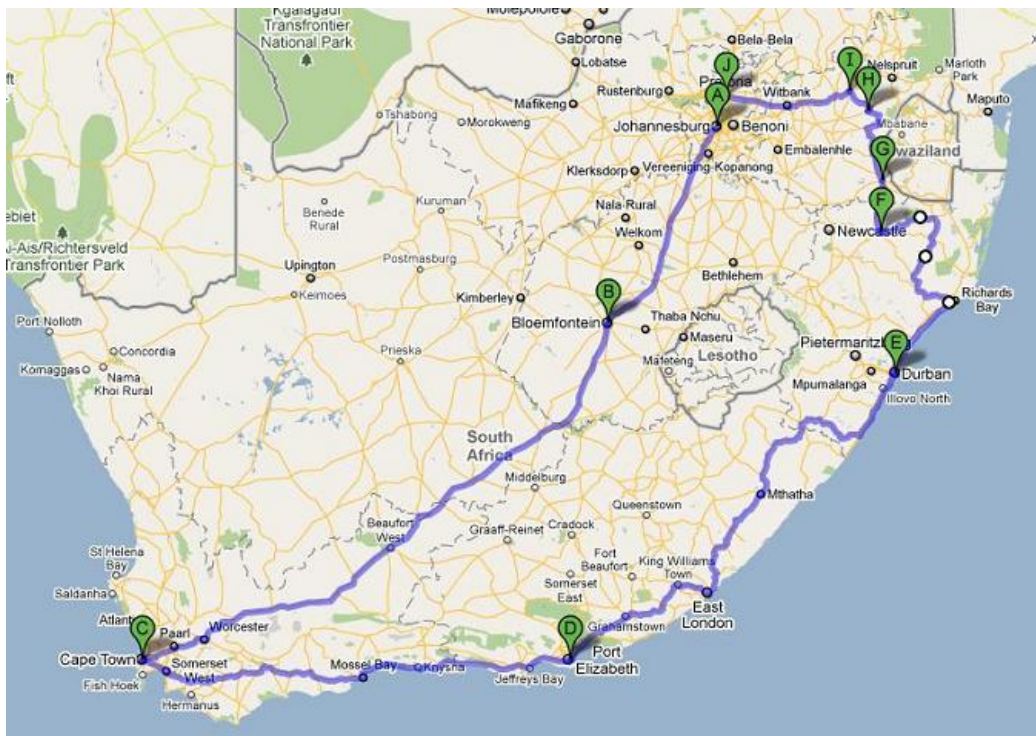 Kgalagadi
Transfrontier
National Park
Molepolole
Gaborone
Lobatse
Bela-Bela
J
I
Nelspruit
H
Marloth
Park
Rustenburg
A
Witbank
Mafikeng
Maputo
Tshabong
Morokweng
Johannesburg
Benoni
Mbabane
Embalenhle
G
Klerksdorp
Vereeniging-Kopanong
Kuruman
Nala-Rural
F
Benede
Rural
Welkom
Newcastle
Ai-Ais/Richtersveld
Transfrontier Park
Upington
Postmasburg
Bethlehem
Keimoes
Kimberley
B
Richards
Bay
Port Nolloth
Bloemfontein
Thaba Nchu
Maseru
Concordia
Prieska
Mafeteng
Lesotho
E
Komaggas
Nama
Khoi Rural
Mpumalanga
Durban
Illovo North
South
Africa
Middelburg
Mthatha
Queenstown
Beaufort
West
Graaff-Reinet
Cradock
St Helena
Bay
Fort
Beaufort
King Williams
Town
Saldanha
Somerset
East
East
London
C
Paarl
Worcester
D
Grahamstown
Cape Town
Somerset
West
Mossel Bay
Knysna
Port
Elizabeth
Fish Hoek
Jeffreys Bay
Hermanus